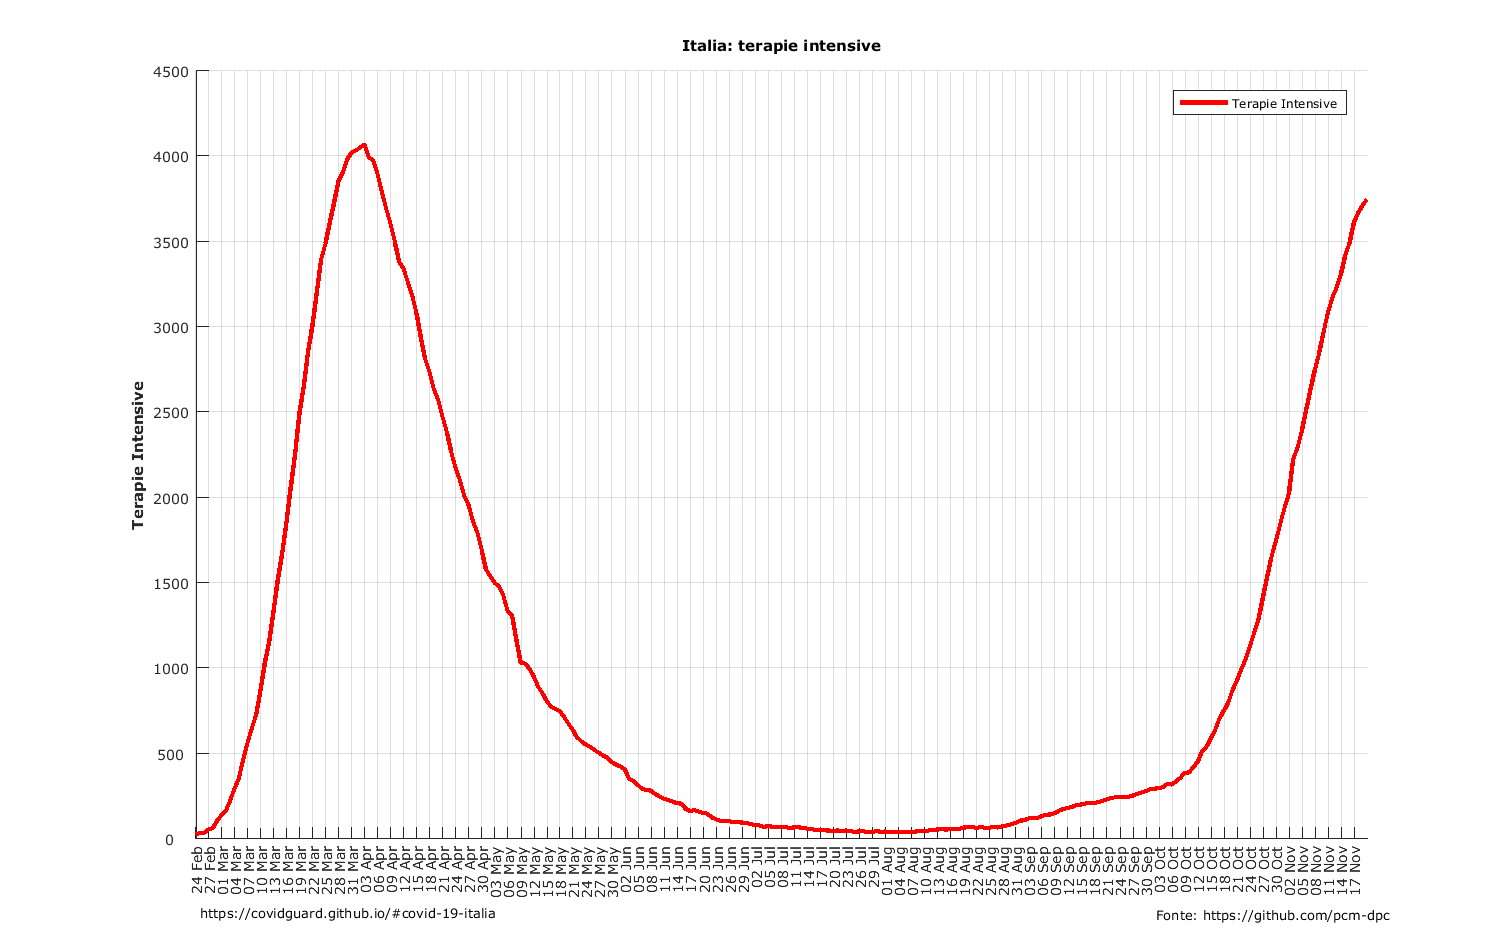 Italia: terapie intensive
Terapie Intensive
4500
4000
3500
3000
2500
2000
1500
1000
500
0
Terapie Intensive
24 Feb
27 Feb
01 Mar
04 Mar
07 Mar
10 Mar
13 Mar
16 Mar
19 Mar
22 Mar
25 Mar
28 Mar
31 Mar
03 Apr
06 Apr
09 Apr
12 Apr
15 Apr
18 Apr
21 Apr
24 Apr
27 Apr
30 Apr
03 May
06 May
09 May
12 May
15 May
18 May
21 May
24 May
27 May
30 May
02 Jun
05 Jun
08 Jun
11 Jun
14 Jun
17 Jun
20 Jun
23 Jun
26 Jun
29 Jun
02 Jul
05 Jul
08 Jul
11 Jul
14 Jul
17 Jul
20 Jul
23 Jul
26 Jul
29 Jul
01 Aug
04 Aug
07 Aug
10 Aug
13 Aug
16 Aug
19 Aug
22 Aug
25 Aug
28 Aug
31 Aug
03 Sep
06 Sep
09 Sep
12 Sep
15 Sep
18 Sep
21 Sep
24 Sep
27 Sep
30 Sep
03 Oct
06 Oct
09 Oct
12 Oct
15 Oct
18 Oct
21 Oct
24 Oct
27 Oct
30 Oct
02 Nov
05 Nov
08 Nov
11 Nov
14 Nov
17 Nov
https://covidguard.github.io/#covid-19-italia
Fonte: https://github.com/pcm-dpc